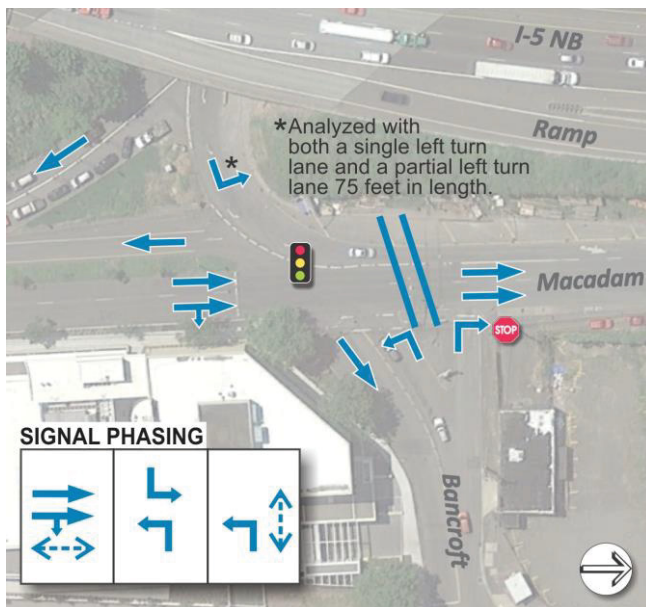 I-5 NB
Ramp
*Analyzed with
both a single left turn
lane and a partial left turn
lane 75 feet in length.
*
Macadam
STOP
Bancroft
SIGNAL PHASING